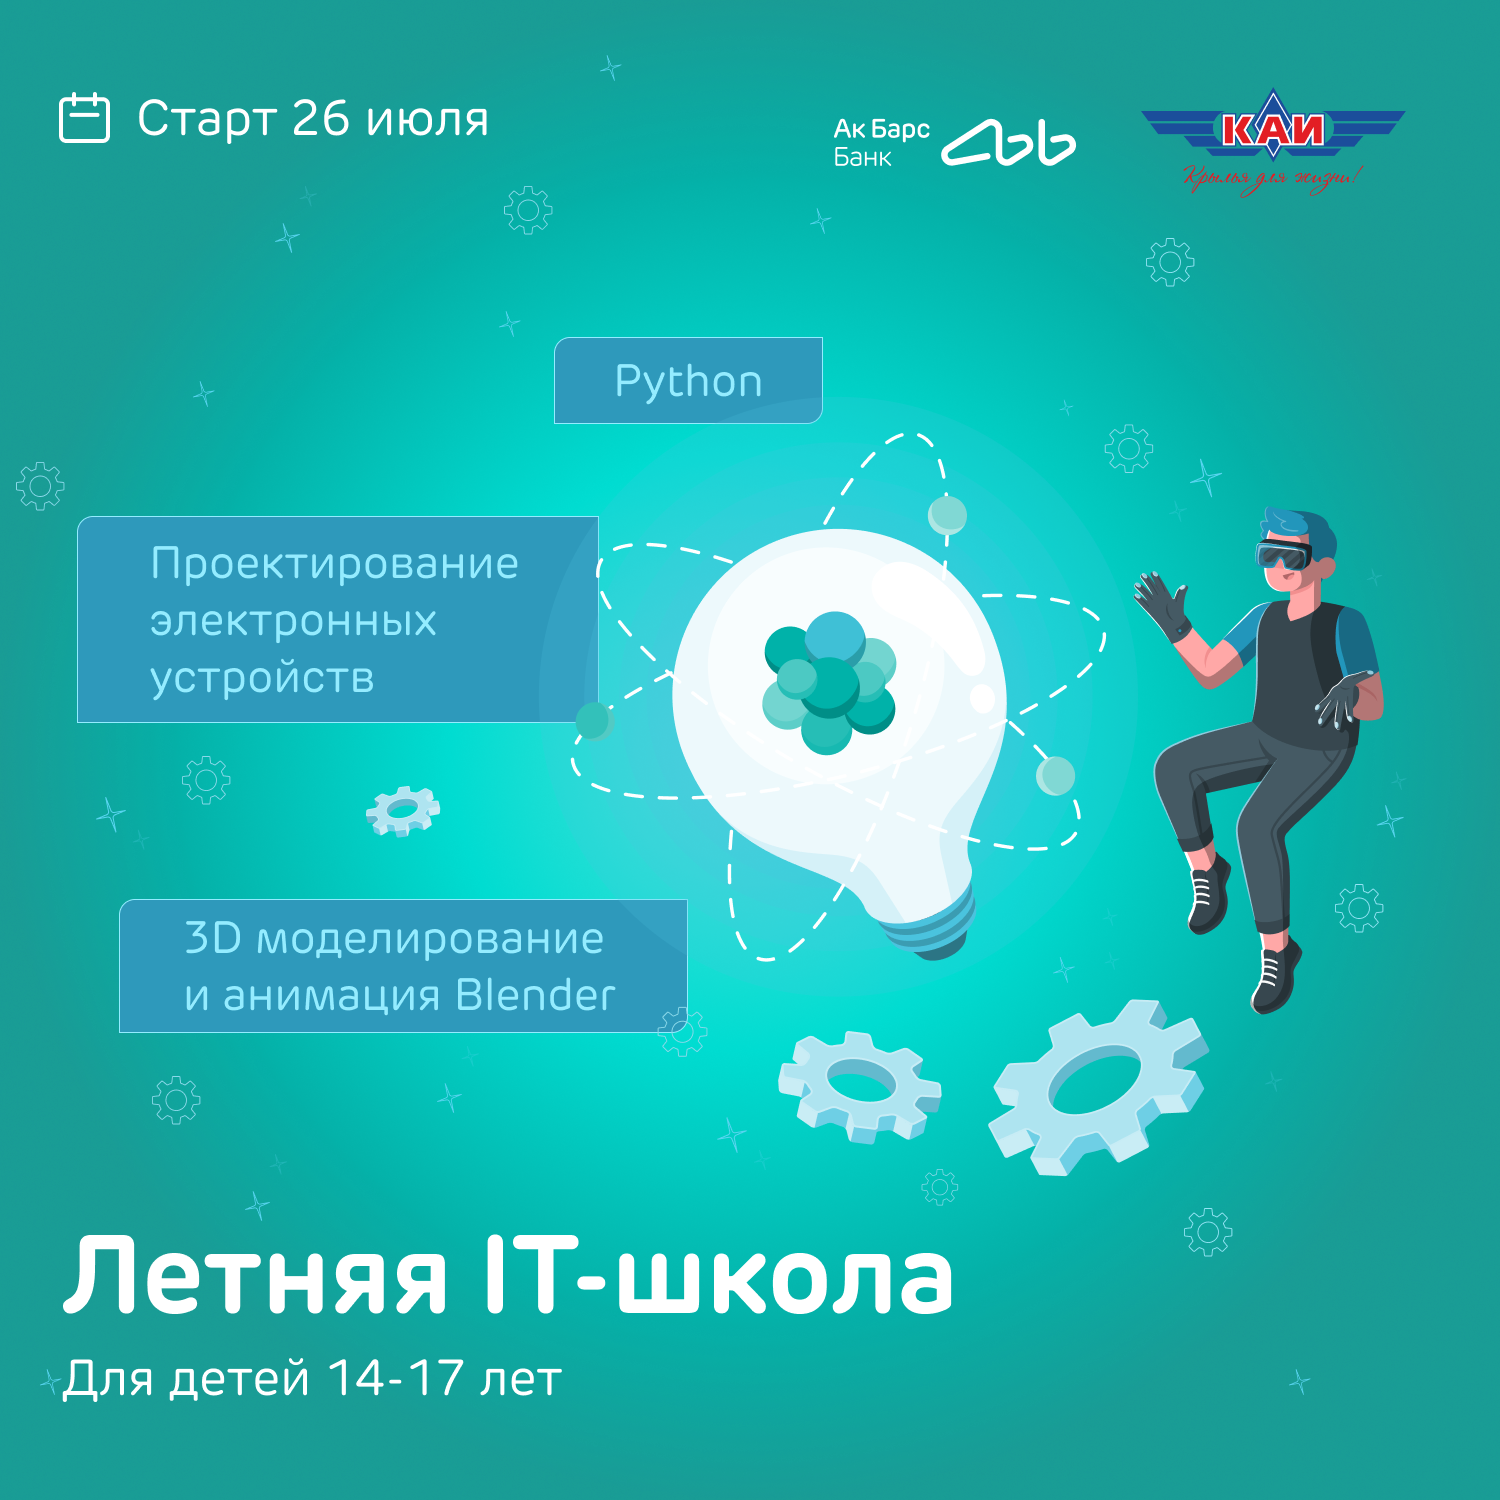 Старт 26 июля
Ак Барс
Банк
КАИ
Крылья для жизни!
Python
Проектирование
электронных
устройств
3D моделирование
и анимация Blender
Летняя IT-школа
Для детей 14-17 лет